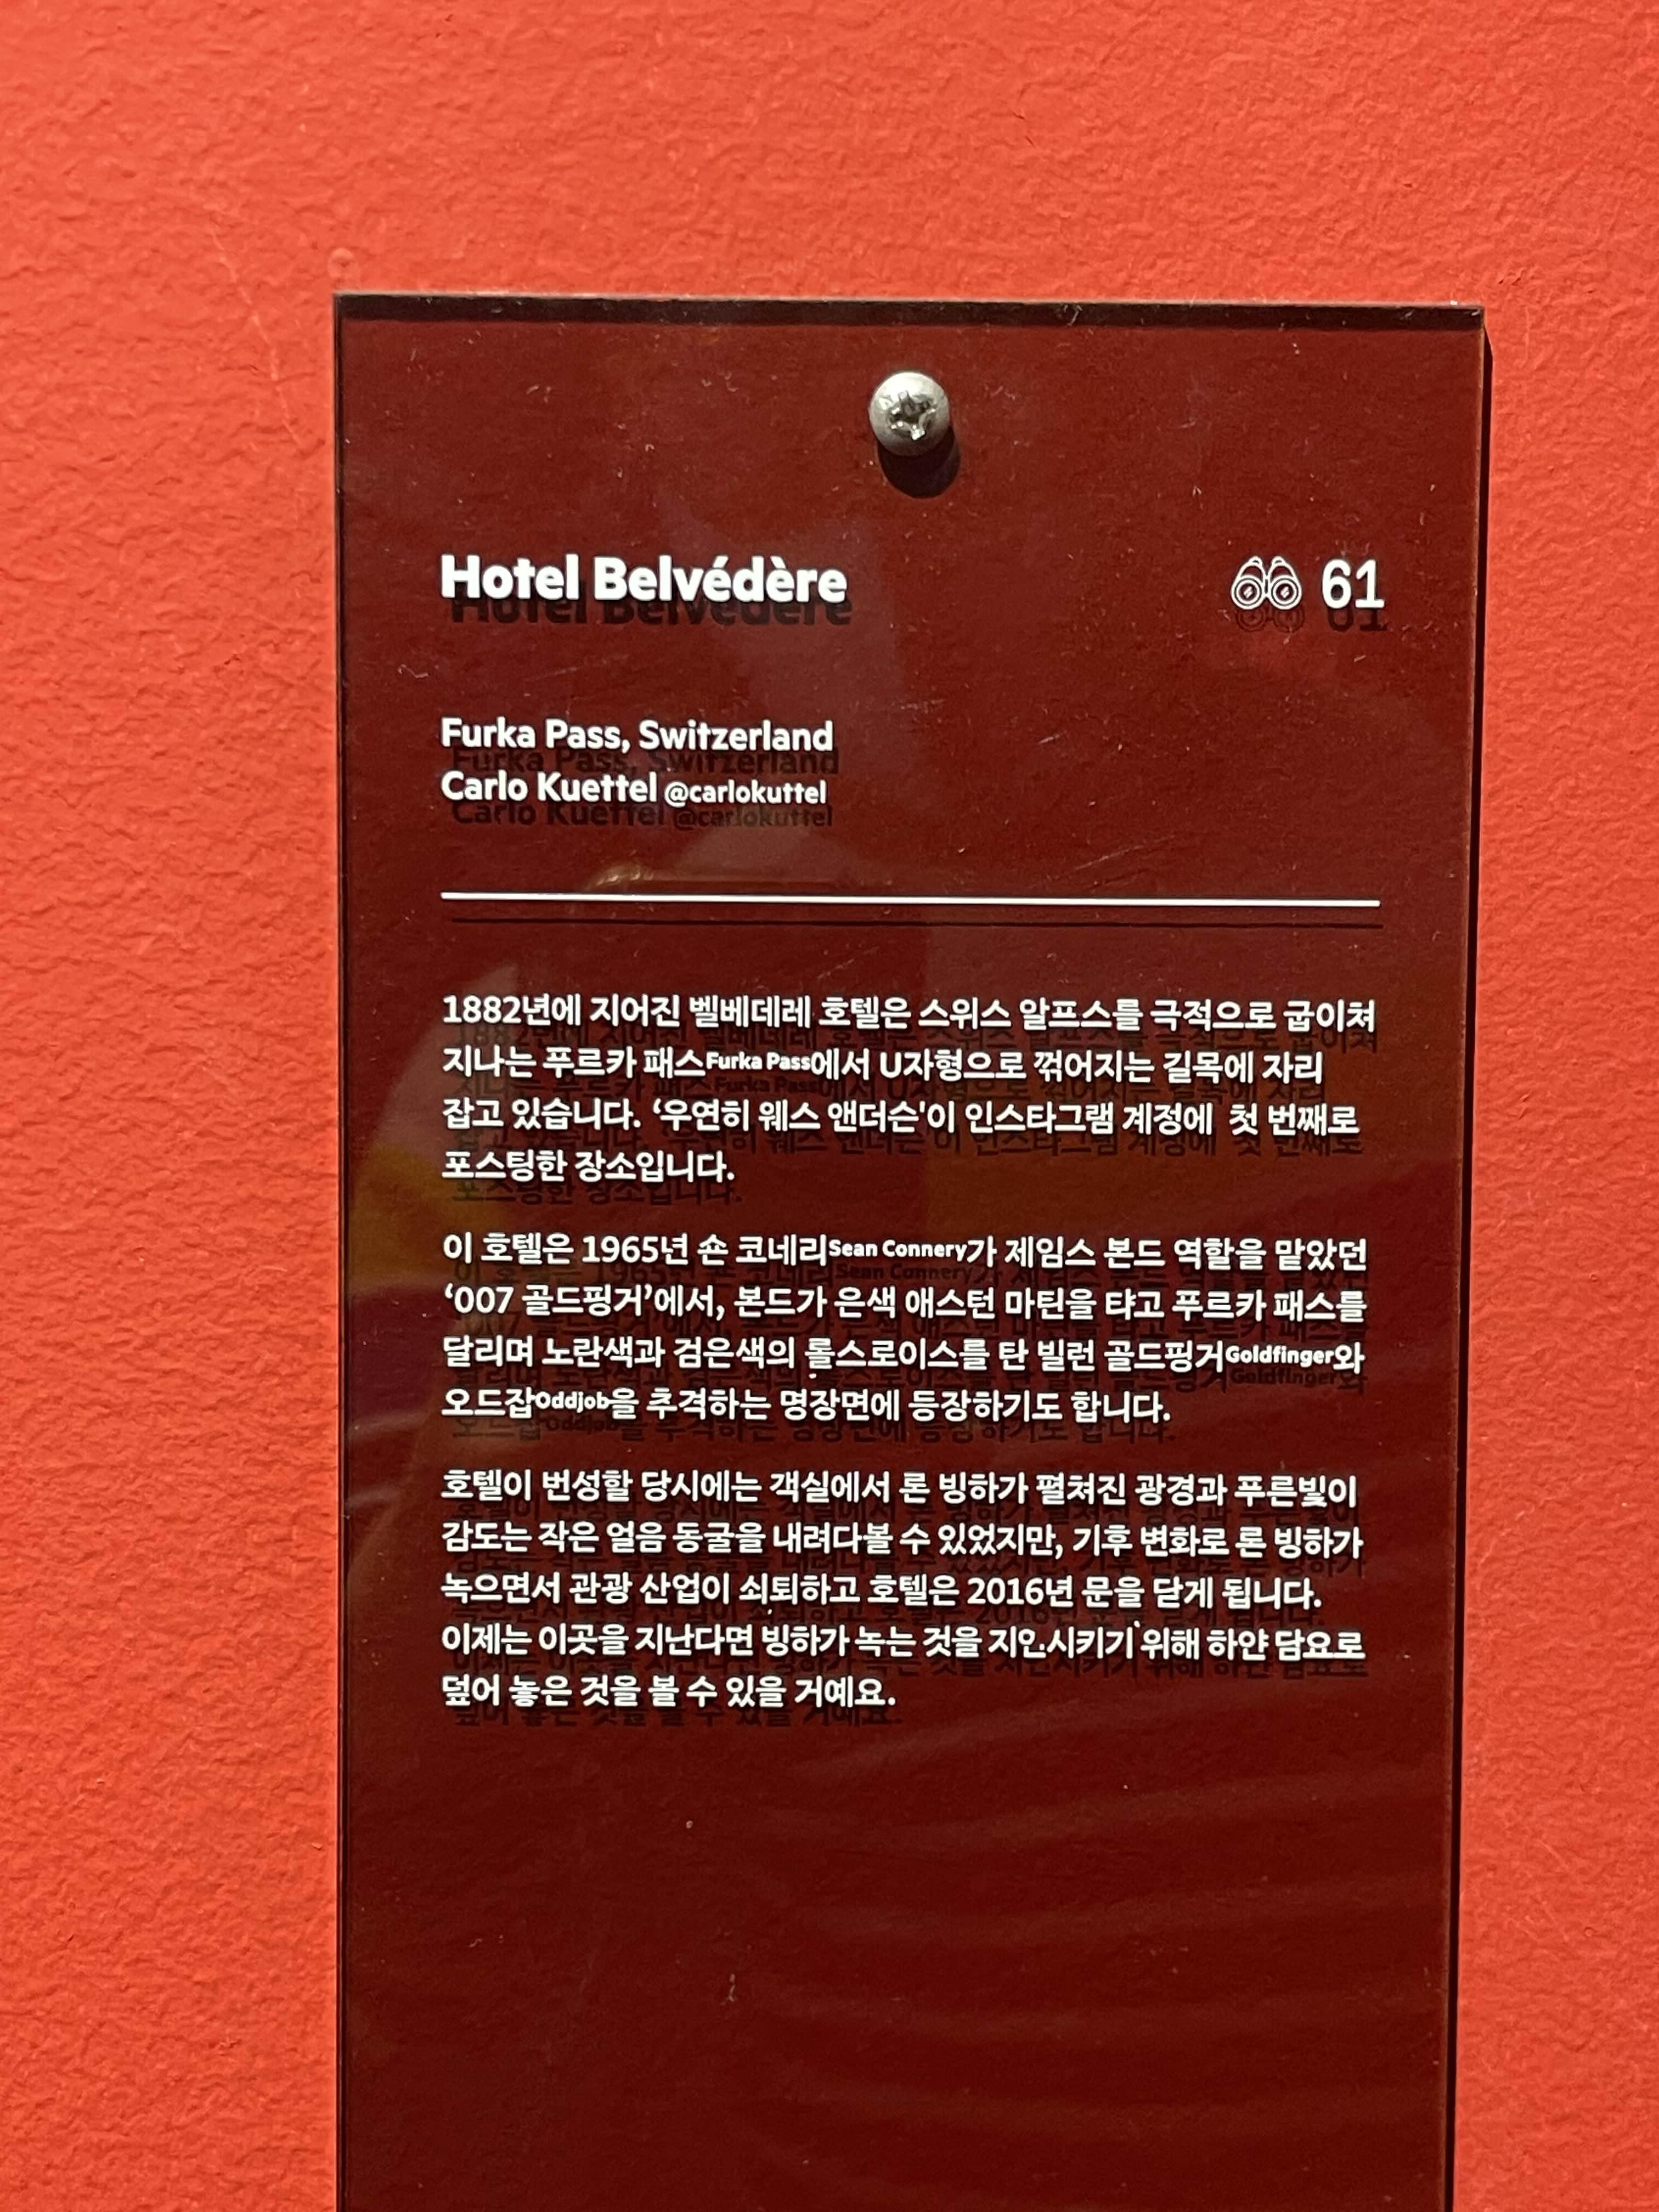 Hotel Belvédère
61
Furka Pass, Switzerland
Carlo Kuettel @carlokuttel
1882년에 지어진 벨베데레 호텔은 스위스 알프스를 극적으로 굽이쳐
지나는 푸르카 패스Furka Pass에서 U자형으로 꺾어지는 길목에 자리
잡고 있습니다. ‘우연히 웨스 앤더슨'이 인스타그램 계정에 첫 번째로
포스팅한 장소입니다.
이 호텔은 1965년 숀 코네리Sean Connery가 제임스 본드 역할을 맡았던
‘007 골드핑거’에서, 본드가 은색 애스턴 마틴을 타고 푸르카 패스를
달리며 노란색과 검은색의 롤스로이스를 탄 빌런 골드핑거Goldfinger와
오드잡Oddjob을 추격하는 명장면에 등장하기도 합니다.
호텔이 번성할 당시에는 객실에서 론 빙하가 펼쳐진 광경과 푸른빛이
감도는 작은 얼음 동굴을 내려다볼 수 있었지만, 기후 변화로 론 빙하가
녹으면서 관광 산업이 쇠퇴하고 호텔은 2016년 문을 닫게 됩니다.
이제는 이곳을 지난다면 빙하가 녹는 것을 지연시키기 위해 하얀 담요로
덮어 놓은 것을 볼 수 있을 거예요.